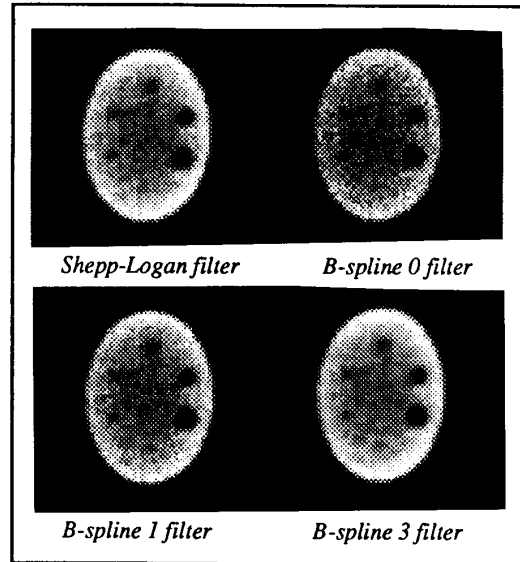 Shepp-Logan filter
B-spline 0 filter
B-spline 1 filter
B-spline 3 filter